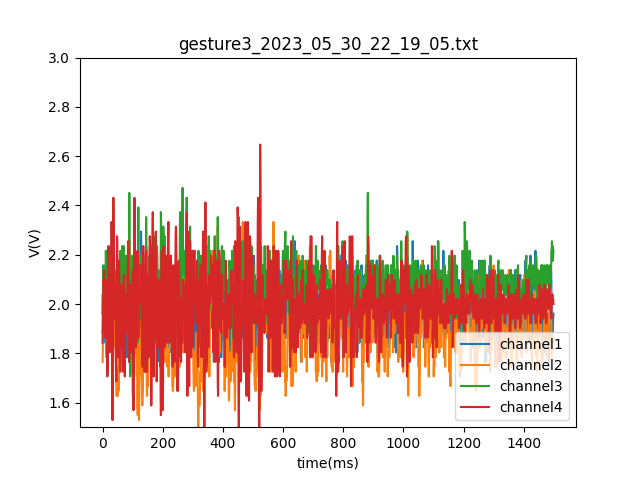 gesture3_2023_05_30_22_19_05.txt
3.0
2.8
2.6
2.4
2.2
2.0
1.8
1.6
V(V)
channel1
channel2
channel3
channel4
0 200 400 600 800 1000 1200 1400
time(ms)